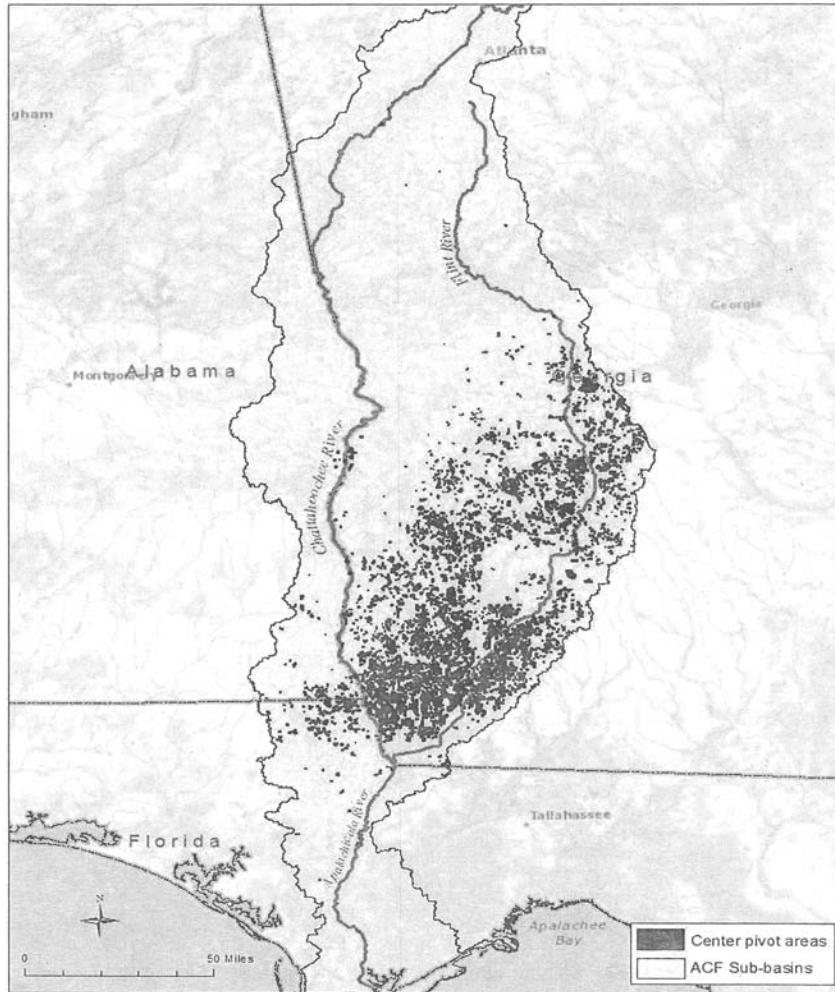 Atlanta
gham
Flint River
Georgia
Montgomery
Alabama
Georgia
Chattahoochee River
Apalachicola River
Tallahassee
Florida
N
Apalachee
Bay
0 50 Miles
Center pivot areas
ACF Sub-basins